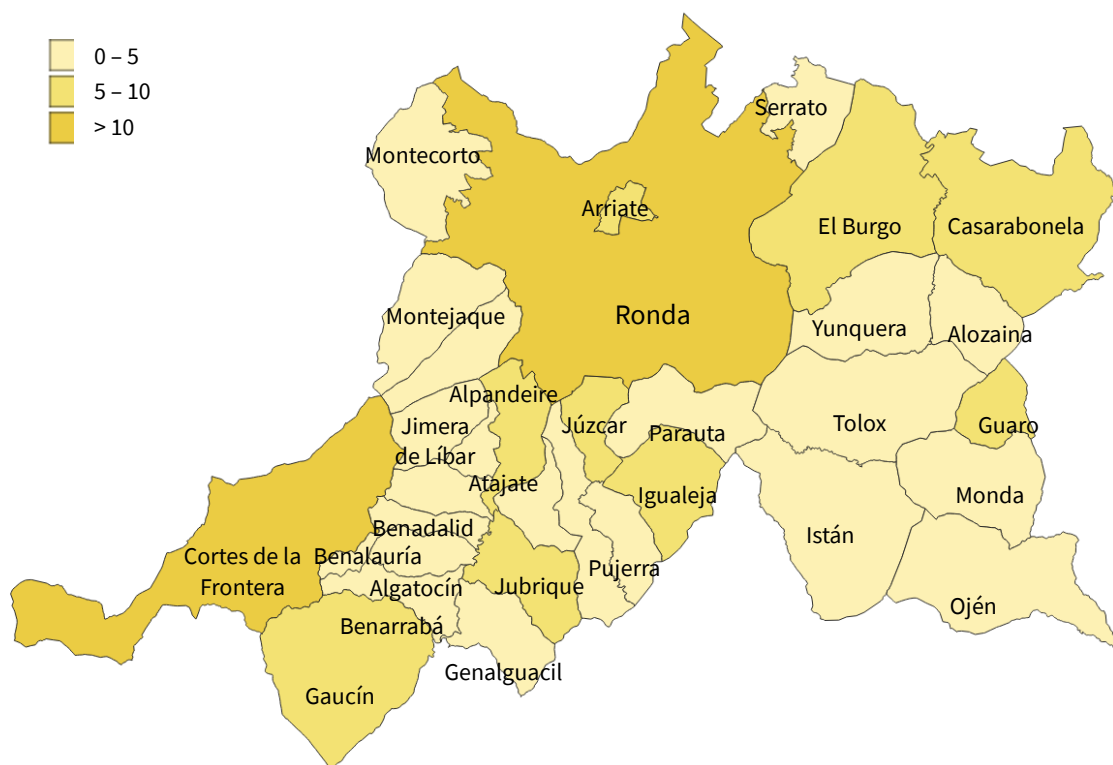 0 – 5
5 – 10
> 10
Serrato
Montecorto
Arriate
El Burgo
Casarabonela
Montejaque
Ronda
Yunquera
Alozaina
Alpandeire
Jimera
de Líbar
Júzcar
Parauta
Tolox
Guaro
Atajate
Igualeja
Monda
Benadalid
Istán
Cortes de la
Frontera
Benalauría
Algatocín
Jubrique
Pujerra
Ojén
Benarrabá
Genalguacil
Gaucín